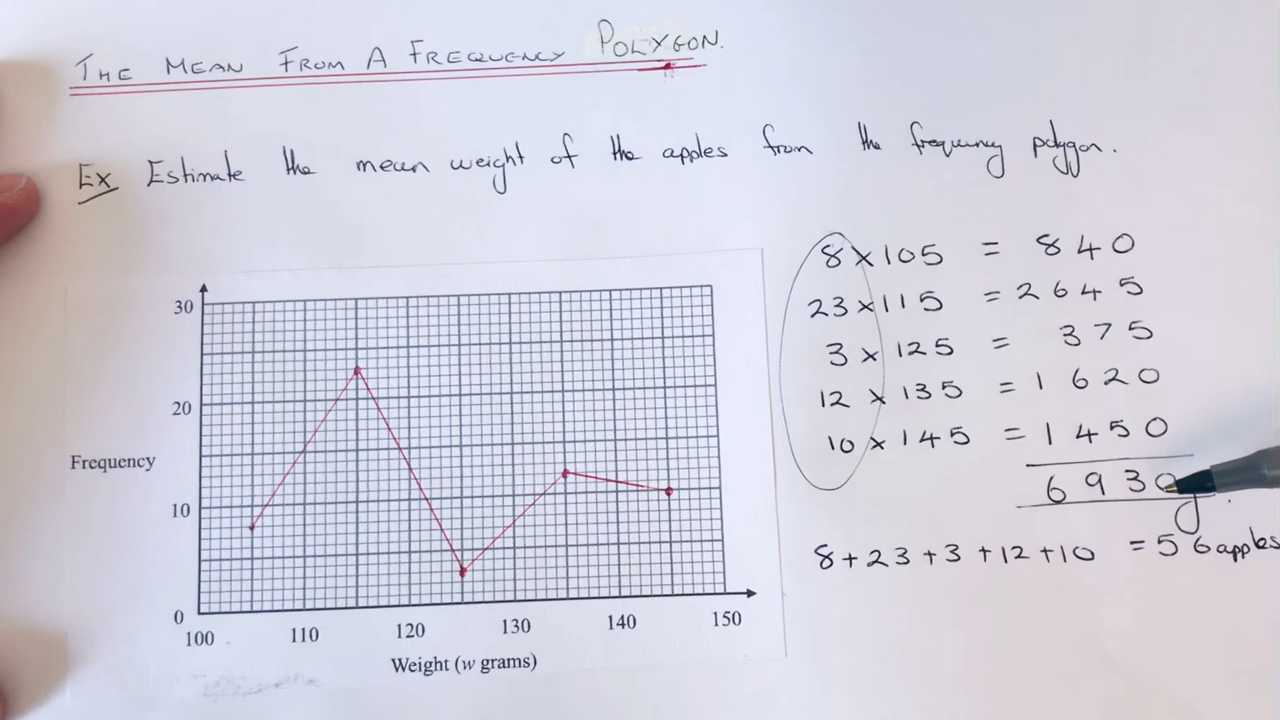 THE MEAN FROM A FREQUENCY POLYGON.
Ex Estimate the mean weight of the apples from the frequency polygon.
8 x 105 = 840
23 x 115 = 2645
3 x 125 = 375
12 x 135 = 1620
10 x 145 = 1450
6930g.
8 + 23 + 3 + 12 + 10 = 56 apples
30
20
Frequency
10
0
100 110 120 130 140 150
Weight (w grams)